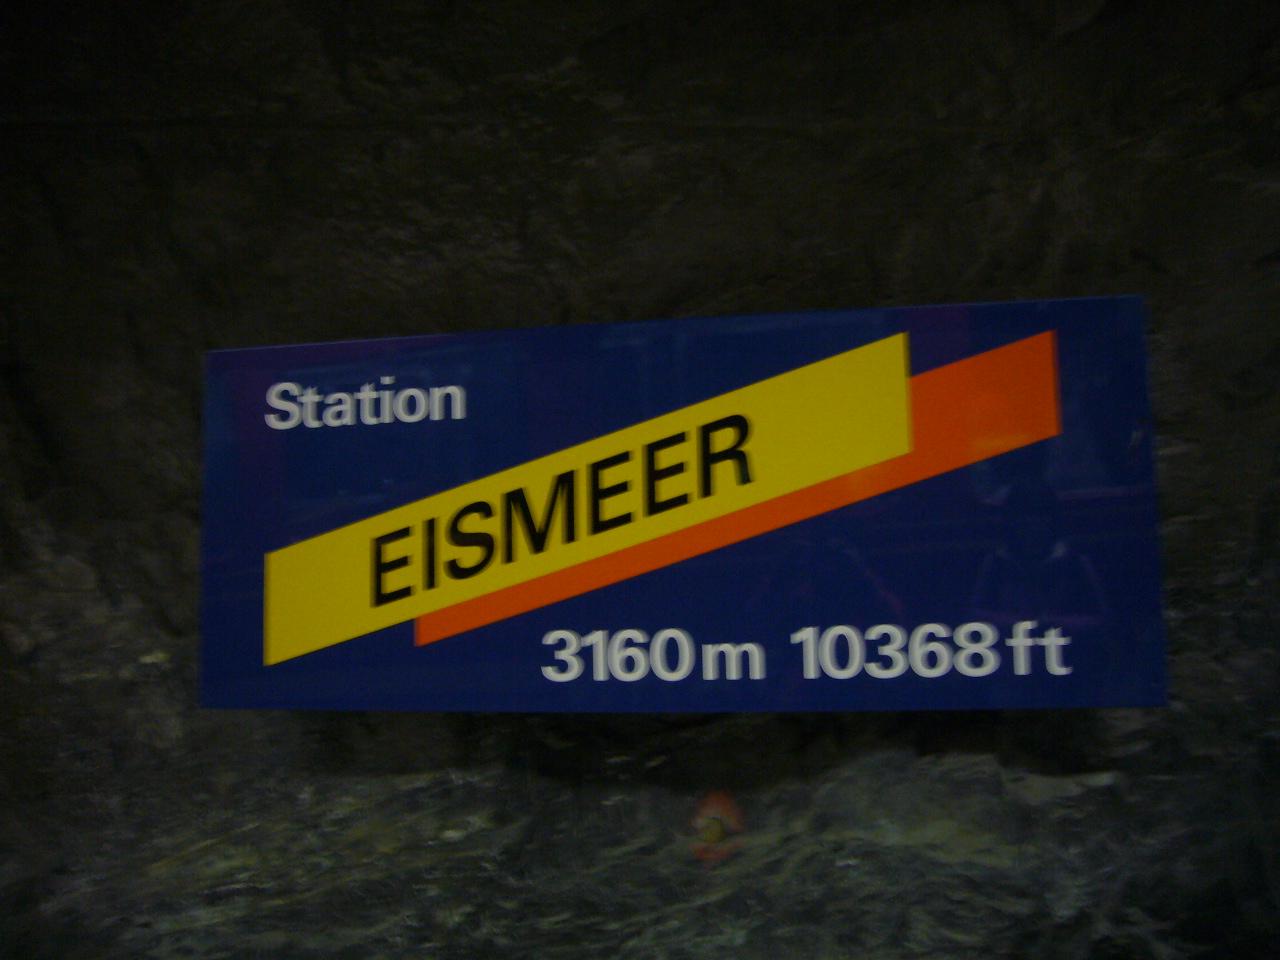 Station
EISMEER
3160m 10368ft